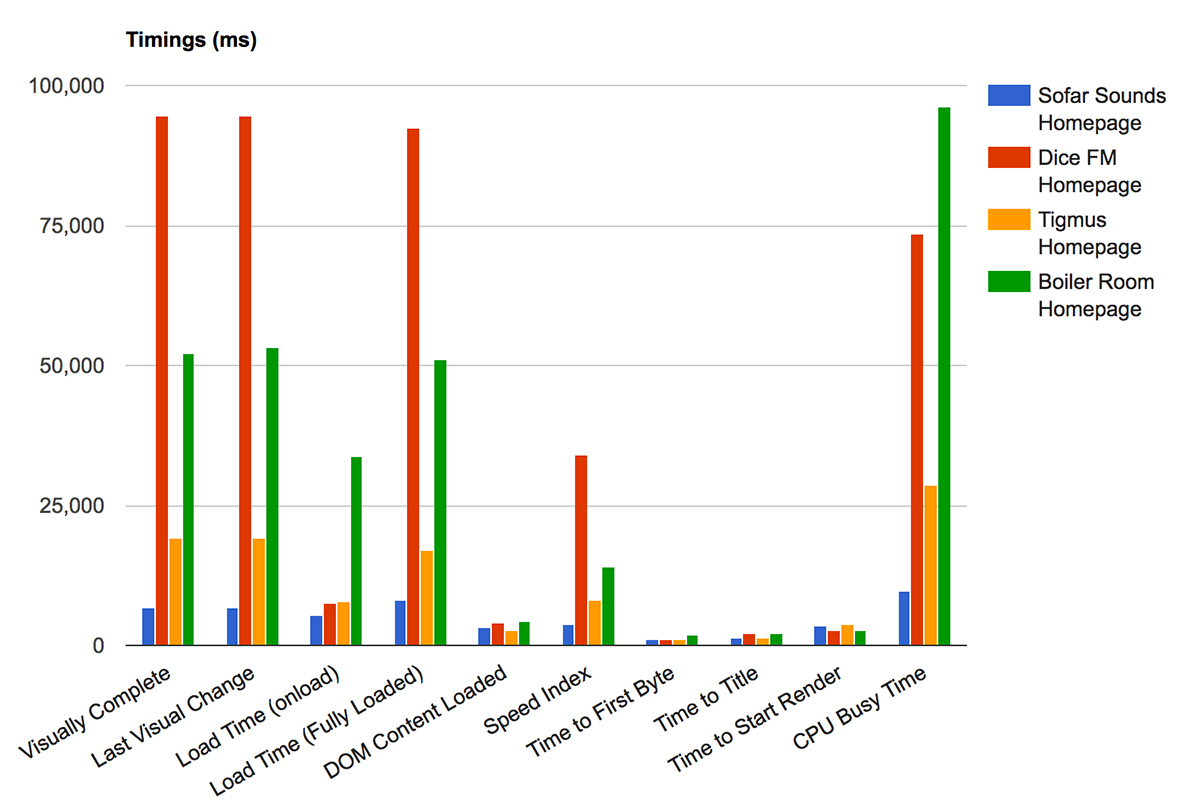 Timings (ms)
100,000
75,000
50,000
25,000
0
Visually Complete
Last Visual Change
Load Time (onload)
Load Time (Fully Loaded)
DOM Content Loaded
Speed Index
Time to First Byte
Time to Title
Time to Start Render
CPU Busy Time
Sofar Sounds
Homepage
Dice FM
Homepage
Tigmus
Homepage
Boiler Room
Homepage